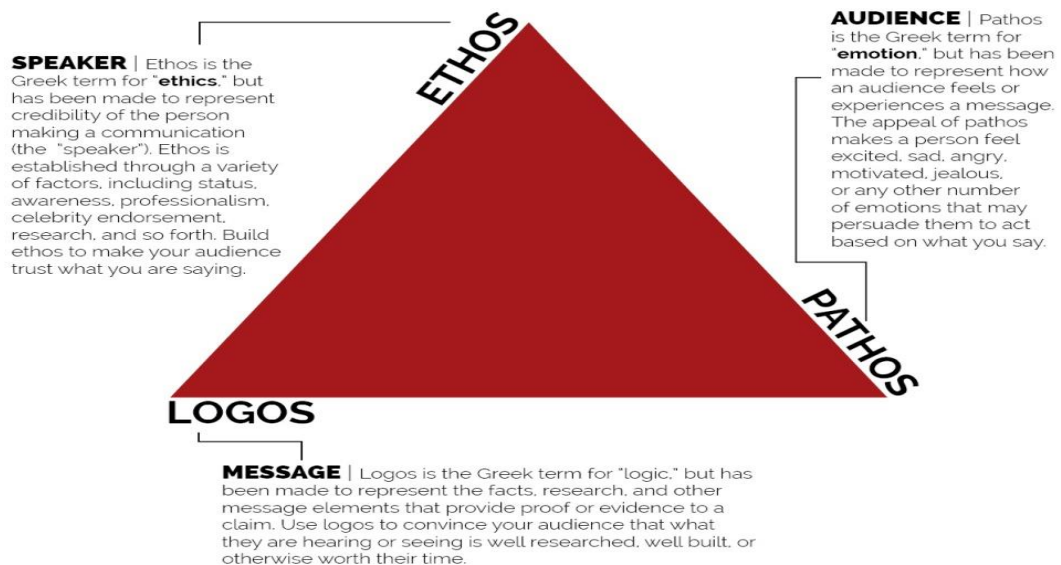 ETHOS
SPEAKER | Ethos is the
Greek term for "ethics," but
has been made to represent
credibility of the person
making a communication
(the "speaker"). Ethos is
established through a variety
of factors, including status,
awareness, professionalism,
celebrity endorsement,
research, and so forth. Build
ethos to make your audience
trust what you are saying.
AUDIENCE | Pathos
is the Greek term for
"emotion," but has been
made to represent how
an audience feels or
experiences a message.
The appeal of pathos
makes a person feel
excited, sad, angry,
motivated, jealous,
or any other number
of emotions that may
persuade them to act
based on what you say.
PATHOS
LOGOS
MESSAGE | Logos is the Greek term for "logic," but has
been made to represent the facts, research, and other
message elements that provide proof or evidence to a
claim. Use logos to convince your audience that what
they are hearing or seeing is well researched, well built, or
otherwise worth their time.